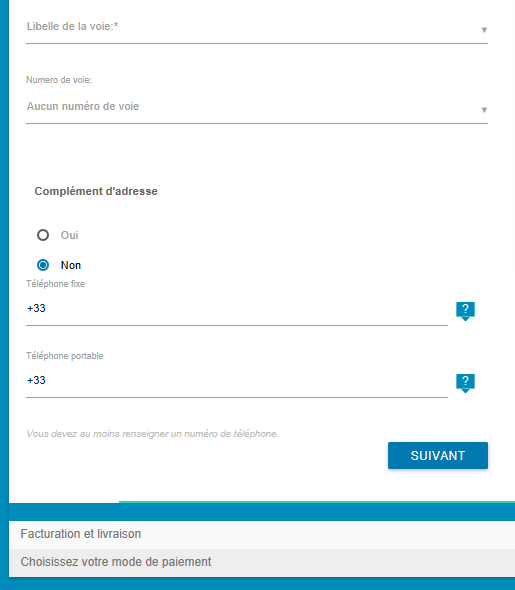 Libelle de la voie:*
Numero de voie:
Aucun numéro de voie
Complément d'adresse
Oui
Non
Téléphone fixe
+33
?
Téléphone portable
+33
?
Vous devez au moins renseigner un numéro de téléphone.
SUIVANT
Facturation et livraison
Choisissez votre mode de paiement